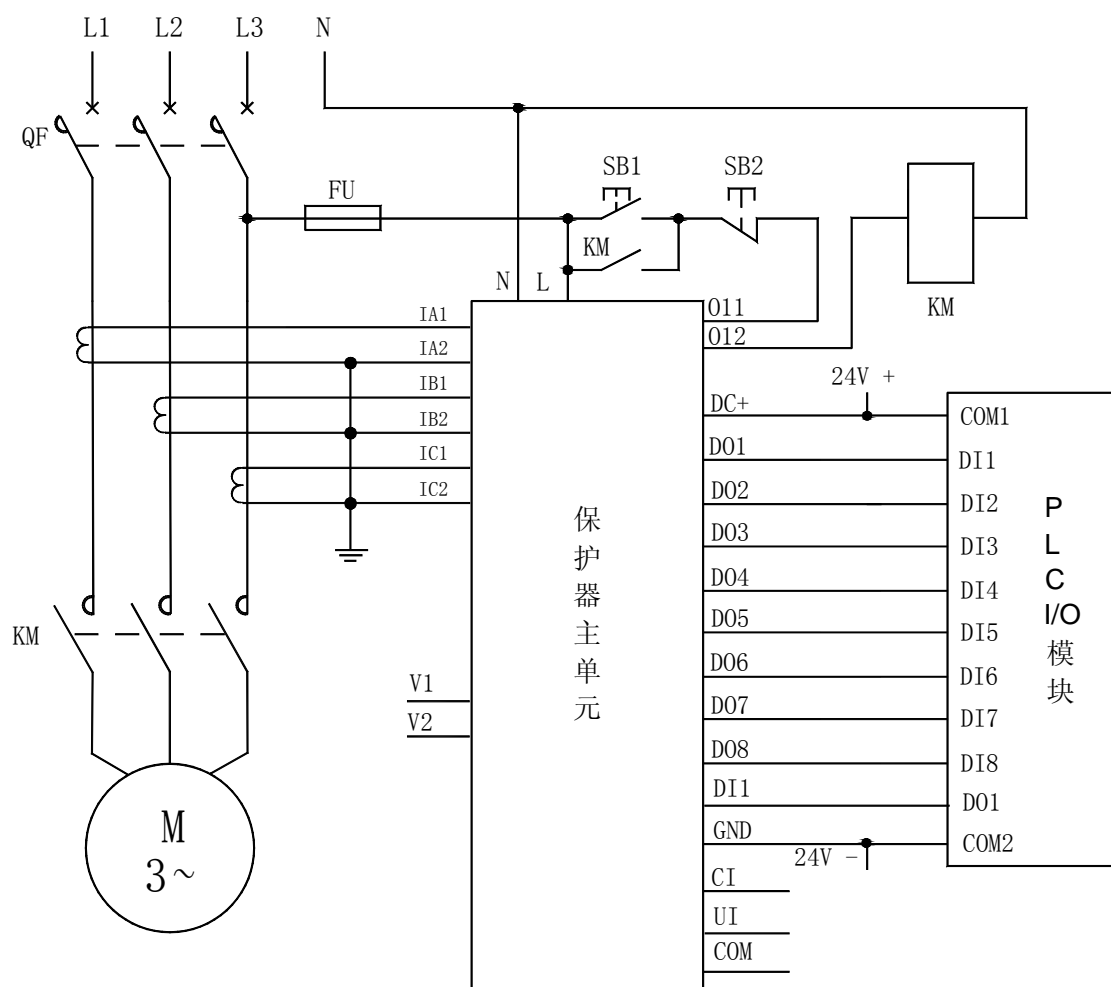 L1 L2 L3 N
QF
FU
SB1 SB2
KM
N L
KM
IA1
IA2
IB1
IB2
IC1
IC2
O11
O12
24V +
DC+
DO1
DO2
DO3
DO4
DO5
DO6
DO7
DO8
DI1
GND
24V -
CI
UI
COM
COM1
DI1
DI2
DI3
DI4
DI5
DI6
DI7
DI8
DO1
COM2
P
L
C
I/O
模
块
保
护
器
主
单
元
KM
V1
V2
M
3~